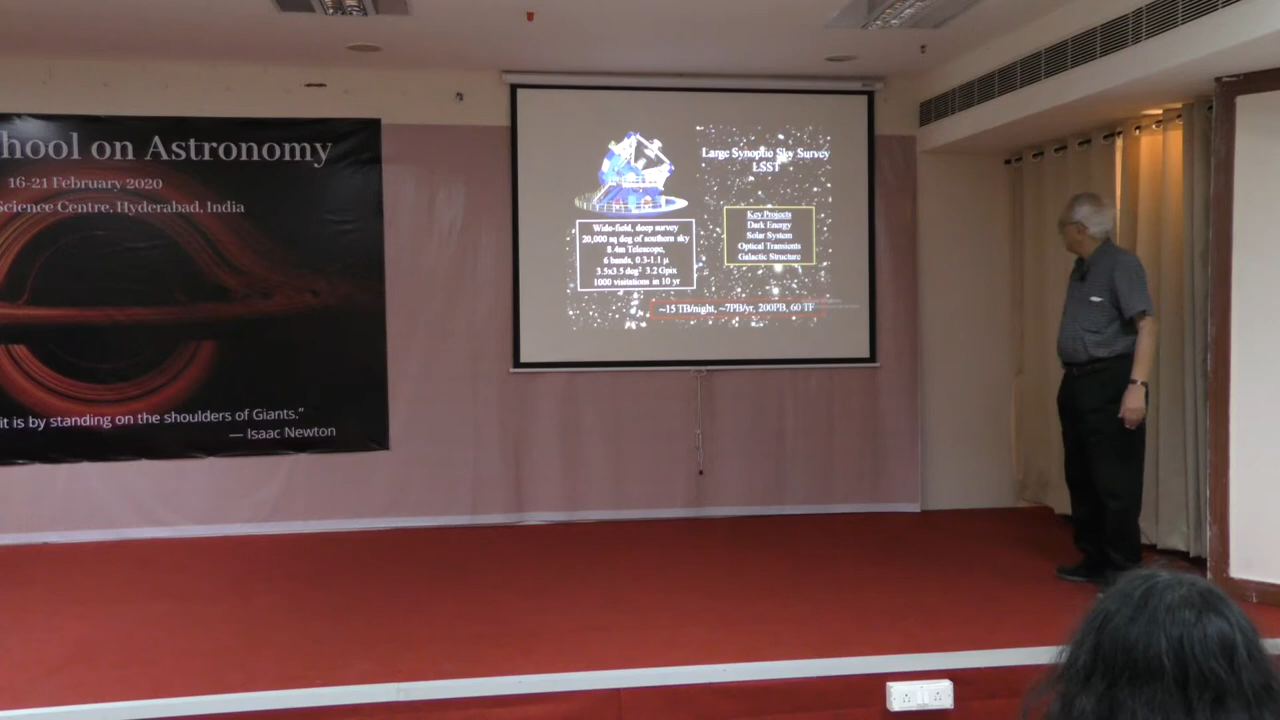 hool on Astronomy
16-21 February 2020
Science Centre, Hyderabad, India
it is by standing on the shoulders of Giants."
— Isaac Newton
Large Synoptic Sky Survey
LSST
Wide-field, deep survey
20,000 sq deg of southern sky
8.4m Telescope,
6 bands, 0.3-1.1 μ
3.5x3.5 deg² 3.2 Gpix
1000 visitations in 10 yr
Key Projects
Dark Energy
Solar System
Optical Transients
Galactic Structure
~15 TB/night, ~7PB/yr, 200PB, 60 TF